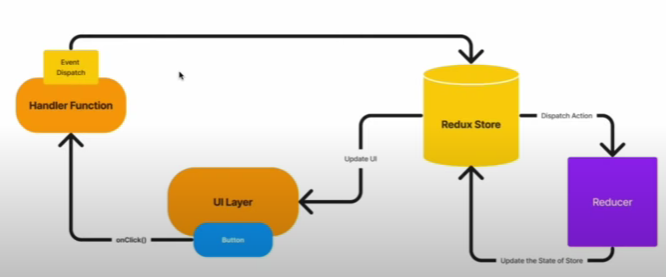 Event
Dispatch
Handler Function
Redux Store
Dispatch Action
Update UI
UI Layer
Reducer
onClick()
Button
Update the State of Store